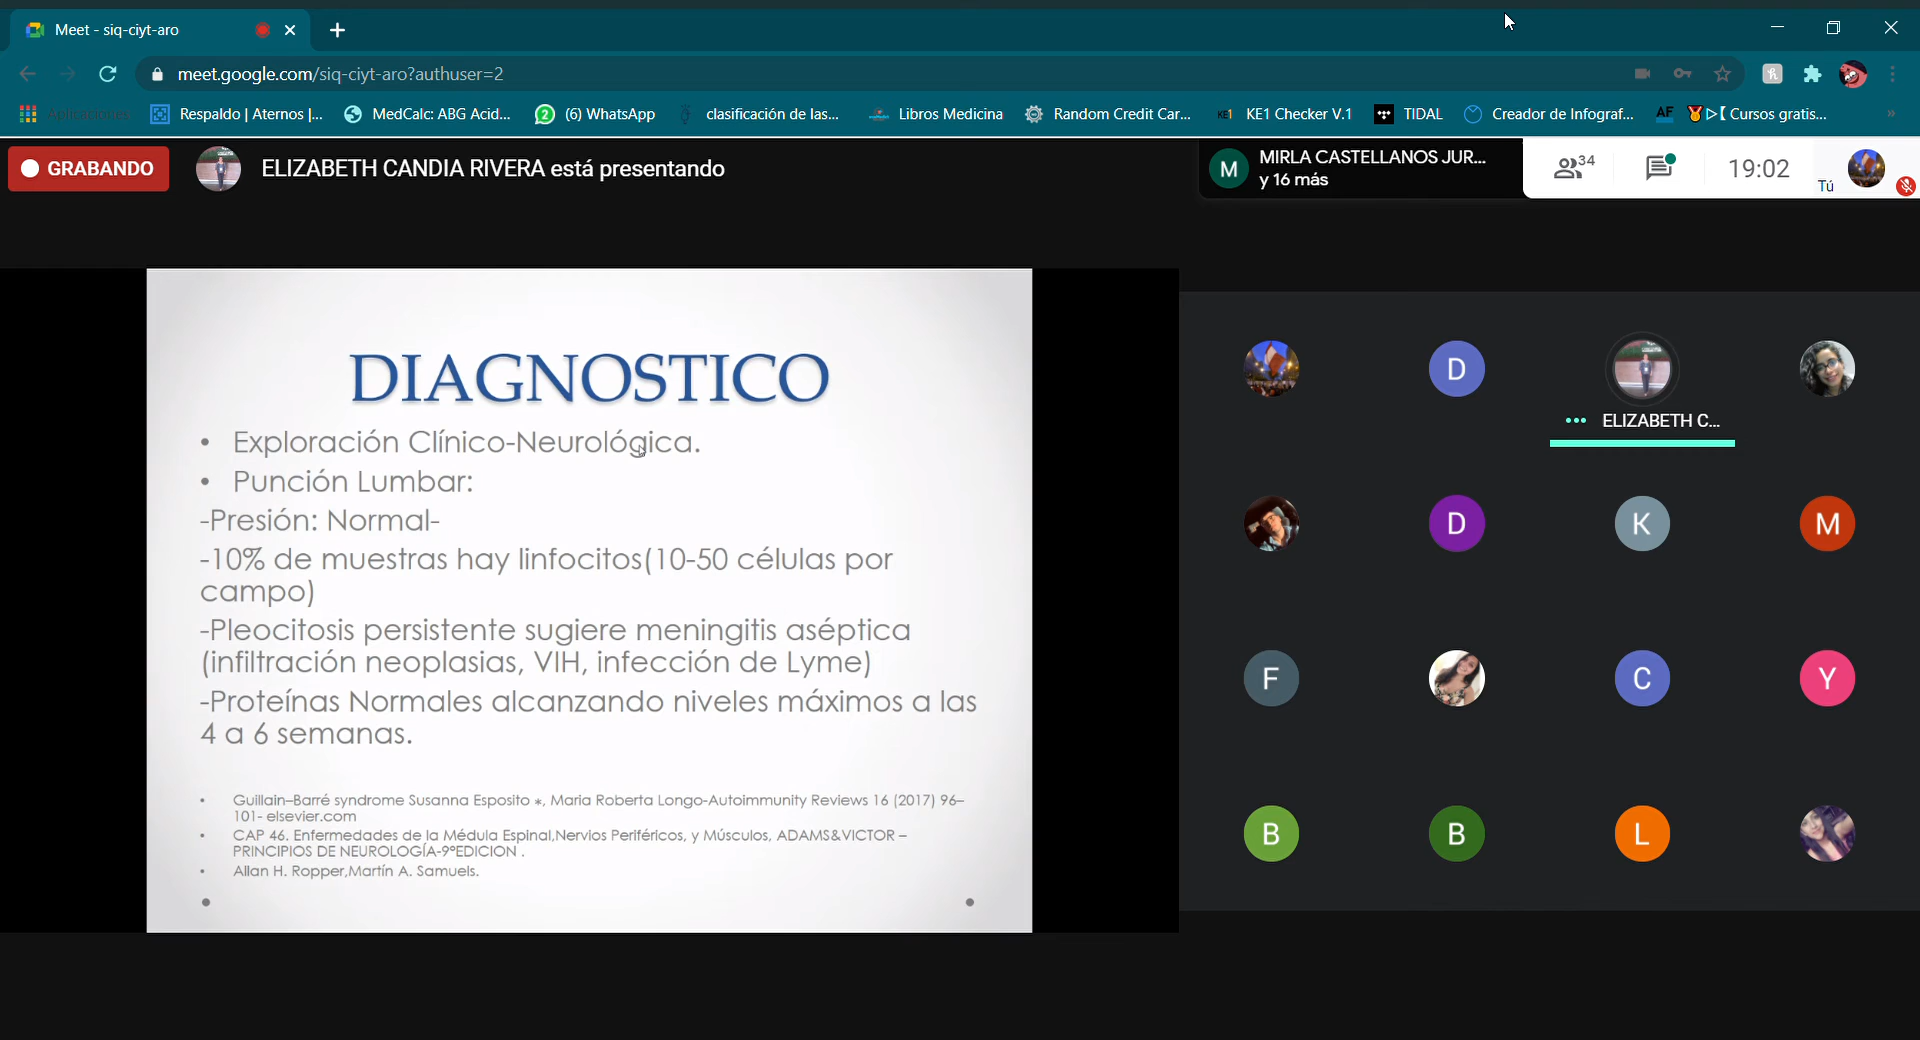 Meet - siq-ciyt-aro
meet.google.com/siq-ciyt-aro?authuser=2
Aplicaciones
Respaldo | Aternos |...
MedCalc: ABG Acid...
2
(6) WhatsApp
clasificación de las...
Libros Medicina
Random Credit Car...
KE1
KE1 Checker V.1
TIDAL
Creador de Infograf...
AF
Cursos gratis...
GRABANDO
ELIZABETH CANDIA RIVERA está presentando
M
MIRLA CASTELLANOS JUR...
y 16 más
34
19:02
Tú
DIAGNOSTICO
• Exploración Clínico-Neurológica.
• Punción Lumbar:
-Presión: Normal-
-10% de muestras hay linfocitos(10-50 células por
campo)
-Pleocitosis persistente sugiere meningitis aséptica
(infiltración neoplasias, VIH, infección de Lyme)
-Proteínas Normales alcanzando niveles máximos a las
4 a 6 semanas.
• Guillain–Barré syndrome Susanna Esposito ⁎, Maria Roberta Longo-Autoimmunity Reviews 16 (2017) 96–
101- elsevier.com
• CAP 46. Enfermedades de la Médula Espinal,Nervios Periféricos, y Músculos, ADAMS&VICTOR –
PRINCIPIOS DE NEUROLOGÍA-9ªEDICION .
• Allan H. Ropper,Martín A. Samuels.
D
ELIZABETH C...
D
K
M
F
C
Y
B
B
L